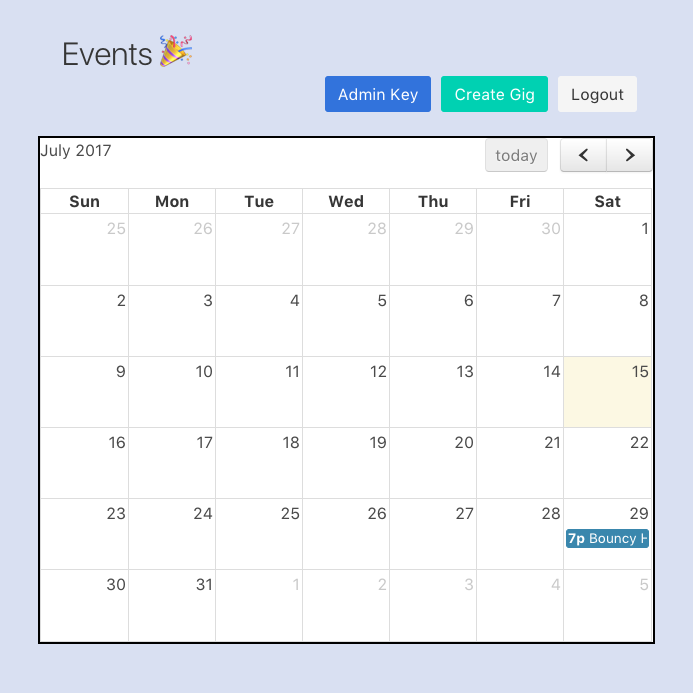 Events 🎉
Admin Key Create Gig Logout
July 2017 today
Sun Mon Tue Wed Thu Fri Sat
25 26 27 28 29 30 1
2 3 4 5 6 7 8
9 10 11 12 13 14 15
16 17 18 19 20 21 22
23 24 25 26 27 28 29
7p Bouncy H
30 31 1 2 3 4 5